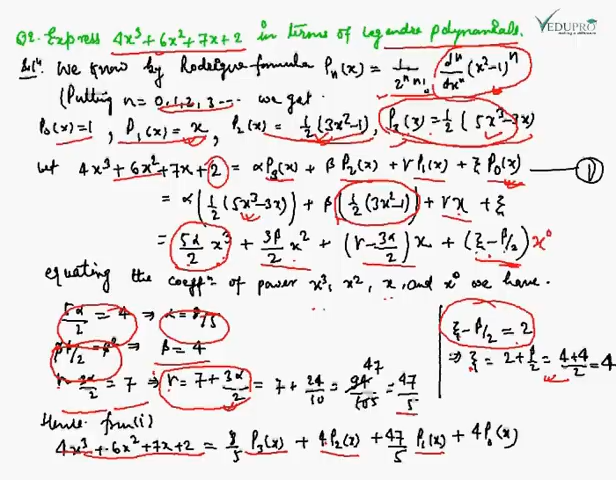 VEDUPRO
Q2. Express 4x³+6x²+7x+2 in terms of Legendre polynomials.
Solⁿ. We know by Rodrigue formula Pₙ(x) = 1/(2ⁿ n!) dⁿ/dxⁿ (x²-1)ⁿ
(Putting n = 0,1,2,3--- we get
P₀(x)=1, P₁(x) = x, P₂(x) = 1/2(3x²-1), P₃(x) = 1/2(5x³-3x)
let 4x³+6x²+7x+2 = αP₃(x) + βP₂(x) + γP₁(x) + ξP₀(x) — (1)
= α(1/2(5x³-3x)) + β(1/2(3x²-1)) + γx + ξ
= 5α/2 x³ + 3β/2 x² + (γ-3α/2)x + (ξ-β/2)x⁰
equating the coeffⁿ of power x³, x², x, and x⁰ we have.
5α/2 = 4 ⇒ α = 8/5
⇒ β = 4
γ-3α/2 = 7 ⇒ γ = 7+3α/2 = 7 + 24/10 = = 47/5
ξ-β/2 = 2
⇒ ξ = 2+β/2 = (4+4)/2 = 4
Hence from (i)
4x³+6x²+7x+2 = 8/5 P₃(x) + 4P₂(x) + 47/5 P₁(x) + 4P₀(x)